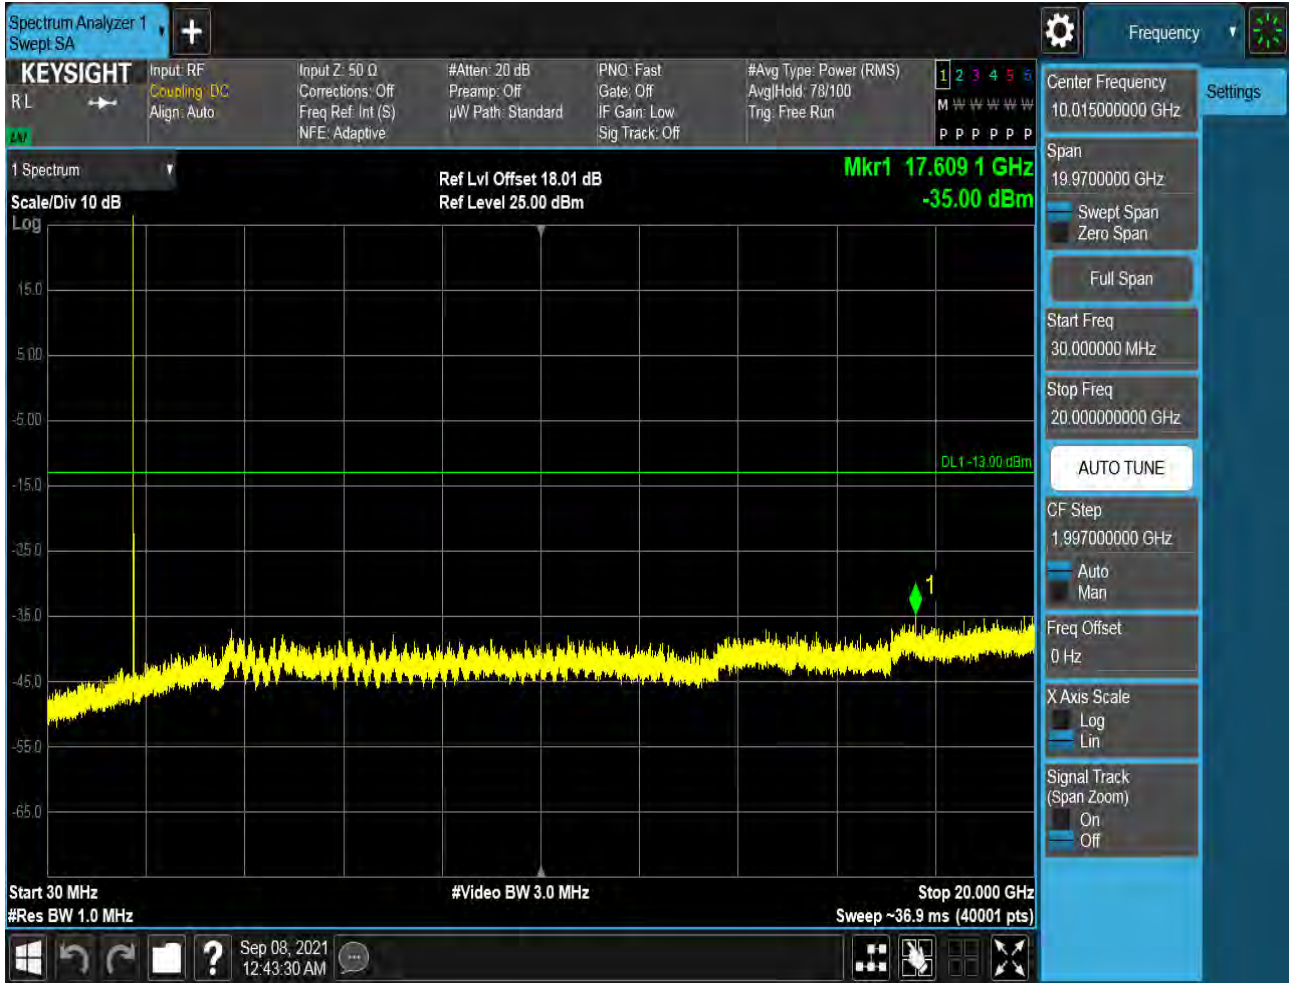 Spectrum Analyzer 1
Swept SA
Frequency
KEYSIGHT
R L
Input: RF
Coupling: DC
Align: Auto
Input Z: 50 Ω
Corrections: Off
Freq Ref: Int (S)
NFE: Adaptive
#Atten: 20 dB
Preamp: Off
µW Path: Standard
PNO: Fast
Gate: Off
IF Gain: Low
Sig Track: Off
#Avg Type: Power (RMS)
Avg|Hold: 78/100
Trig: Free Run
1 2 3 4 5 6
M W W W W W
P P P P P P
LXI
1 Spectrum
Scale/Div 10 dB
Log
Ref Lvl Offset 18.01 dB
Ref Level 25.00 dBm
Mkr1 17.609 1 GHz
-35.00 dBm
15.0
5.00
-5.00
-15.0
-25.0
-35.0
-45.0
-55.0
-65.0
DL1 -13.00 dBm
1
Start 30 MHz
#Res BW 1.0 MHz
#Video BW 3.0 MHz
Stop 20.000 GHz
Sweep ~36.9 ms (40001 pts)
Center Frequency
10.015000000 GHz
Settings
Span
19.9700000 GHz
Swept Span
Zero Span
Full Span
Start Freq
30.000000 MHz
Stop Freq
20.000000000 GHz
AUTO TUNE
CF Step
1.997000000 GHz
Auto
Man
Freq Offset
0 Hz
X Axis Scale
Log
Lin
Signal Track
(Span Zoom)
On
Off
?
Sep 08, 2021
12:43:30 AM